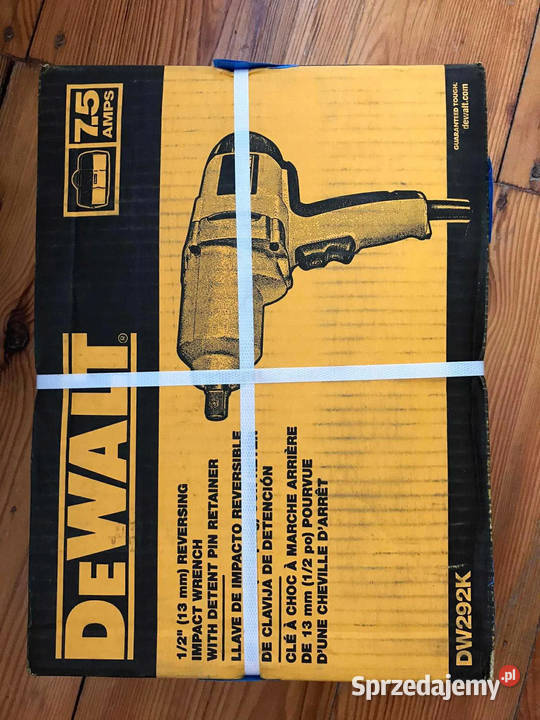 DEWALT
®
7.5
AMPS
1/2" (13 mm) REVERSING
IMPACT WRENCH
WITH DETENT PIN RETAINER
LLAVE DE IMPACTO REVERSIBLE
DE CLAVIJA DE DETENCIÓN
CLÉ À CHOC À MARCHE ARRIÈRE
DE 13 mm (1/2 po) POURVUE
D'UNE CHEVILLE D'ARRÊT
GUARANTEED TOUGH.
dewalt.com
DW292K
Sprzedajemy.pl